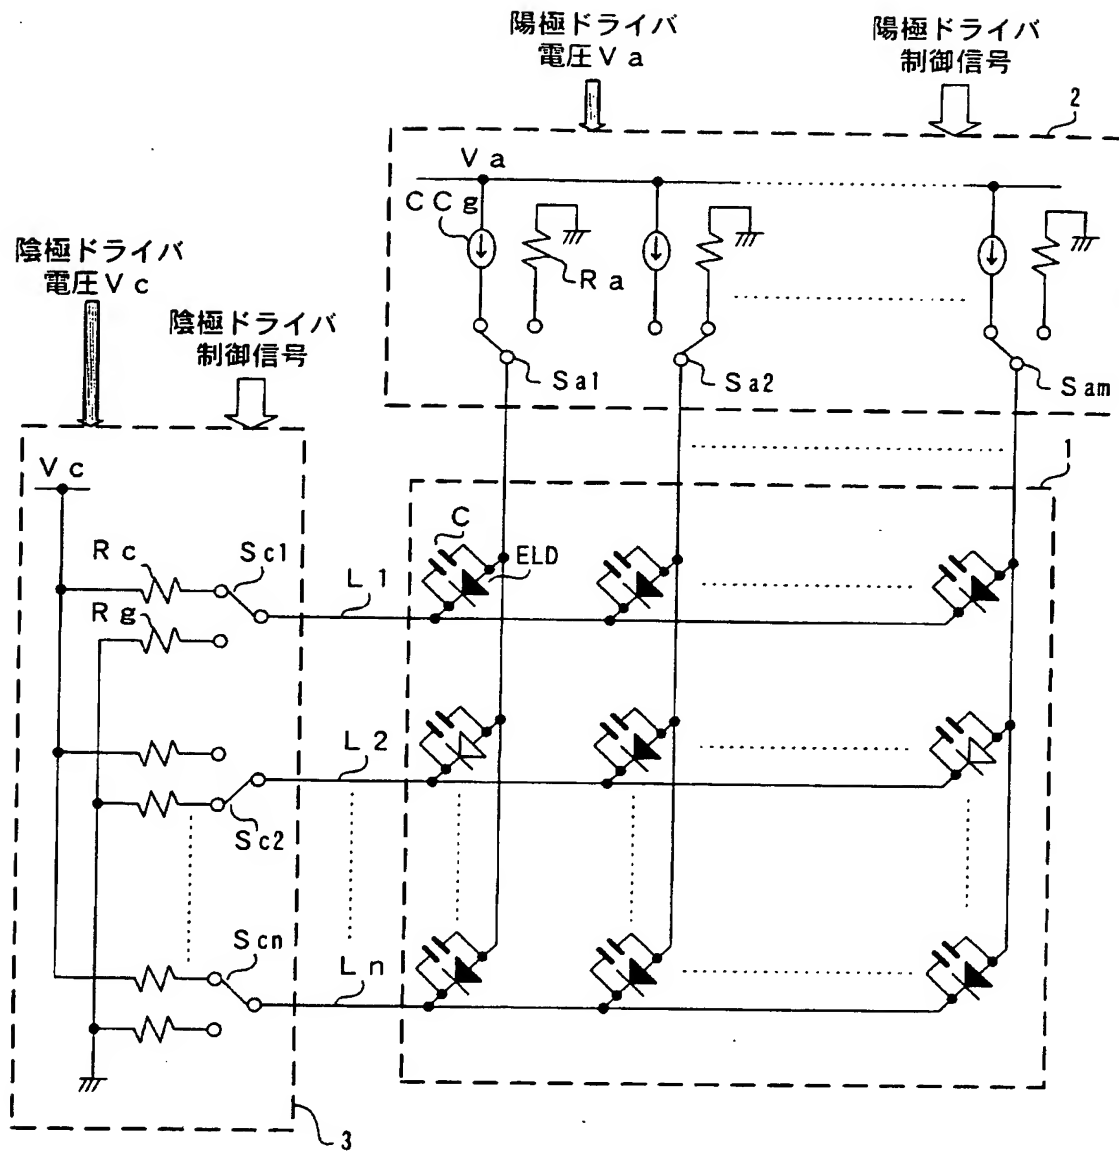 陽極ドライバ
電圧Va
陽極ドライバ
制御信号
2
Va
CCg
Ra
陰極ドライバ
電圧Vc
陰極ドライバ
制御信号
Sa1
Sa2
Sam
1
Vc
C
ELD
Rc
Sc1
L1
Rg
L2
Sc2
Scn
Ln
3